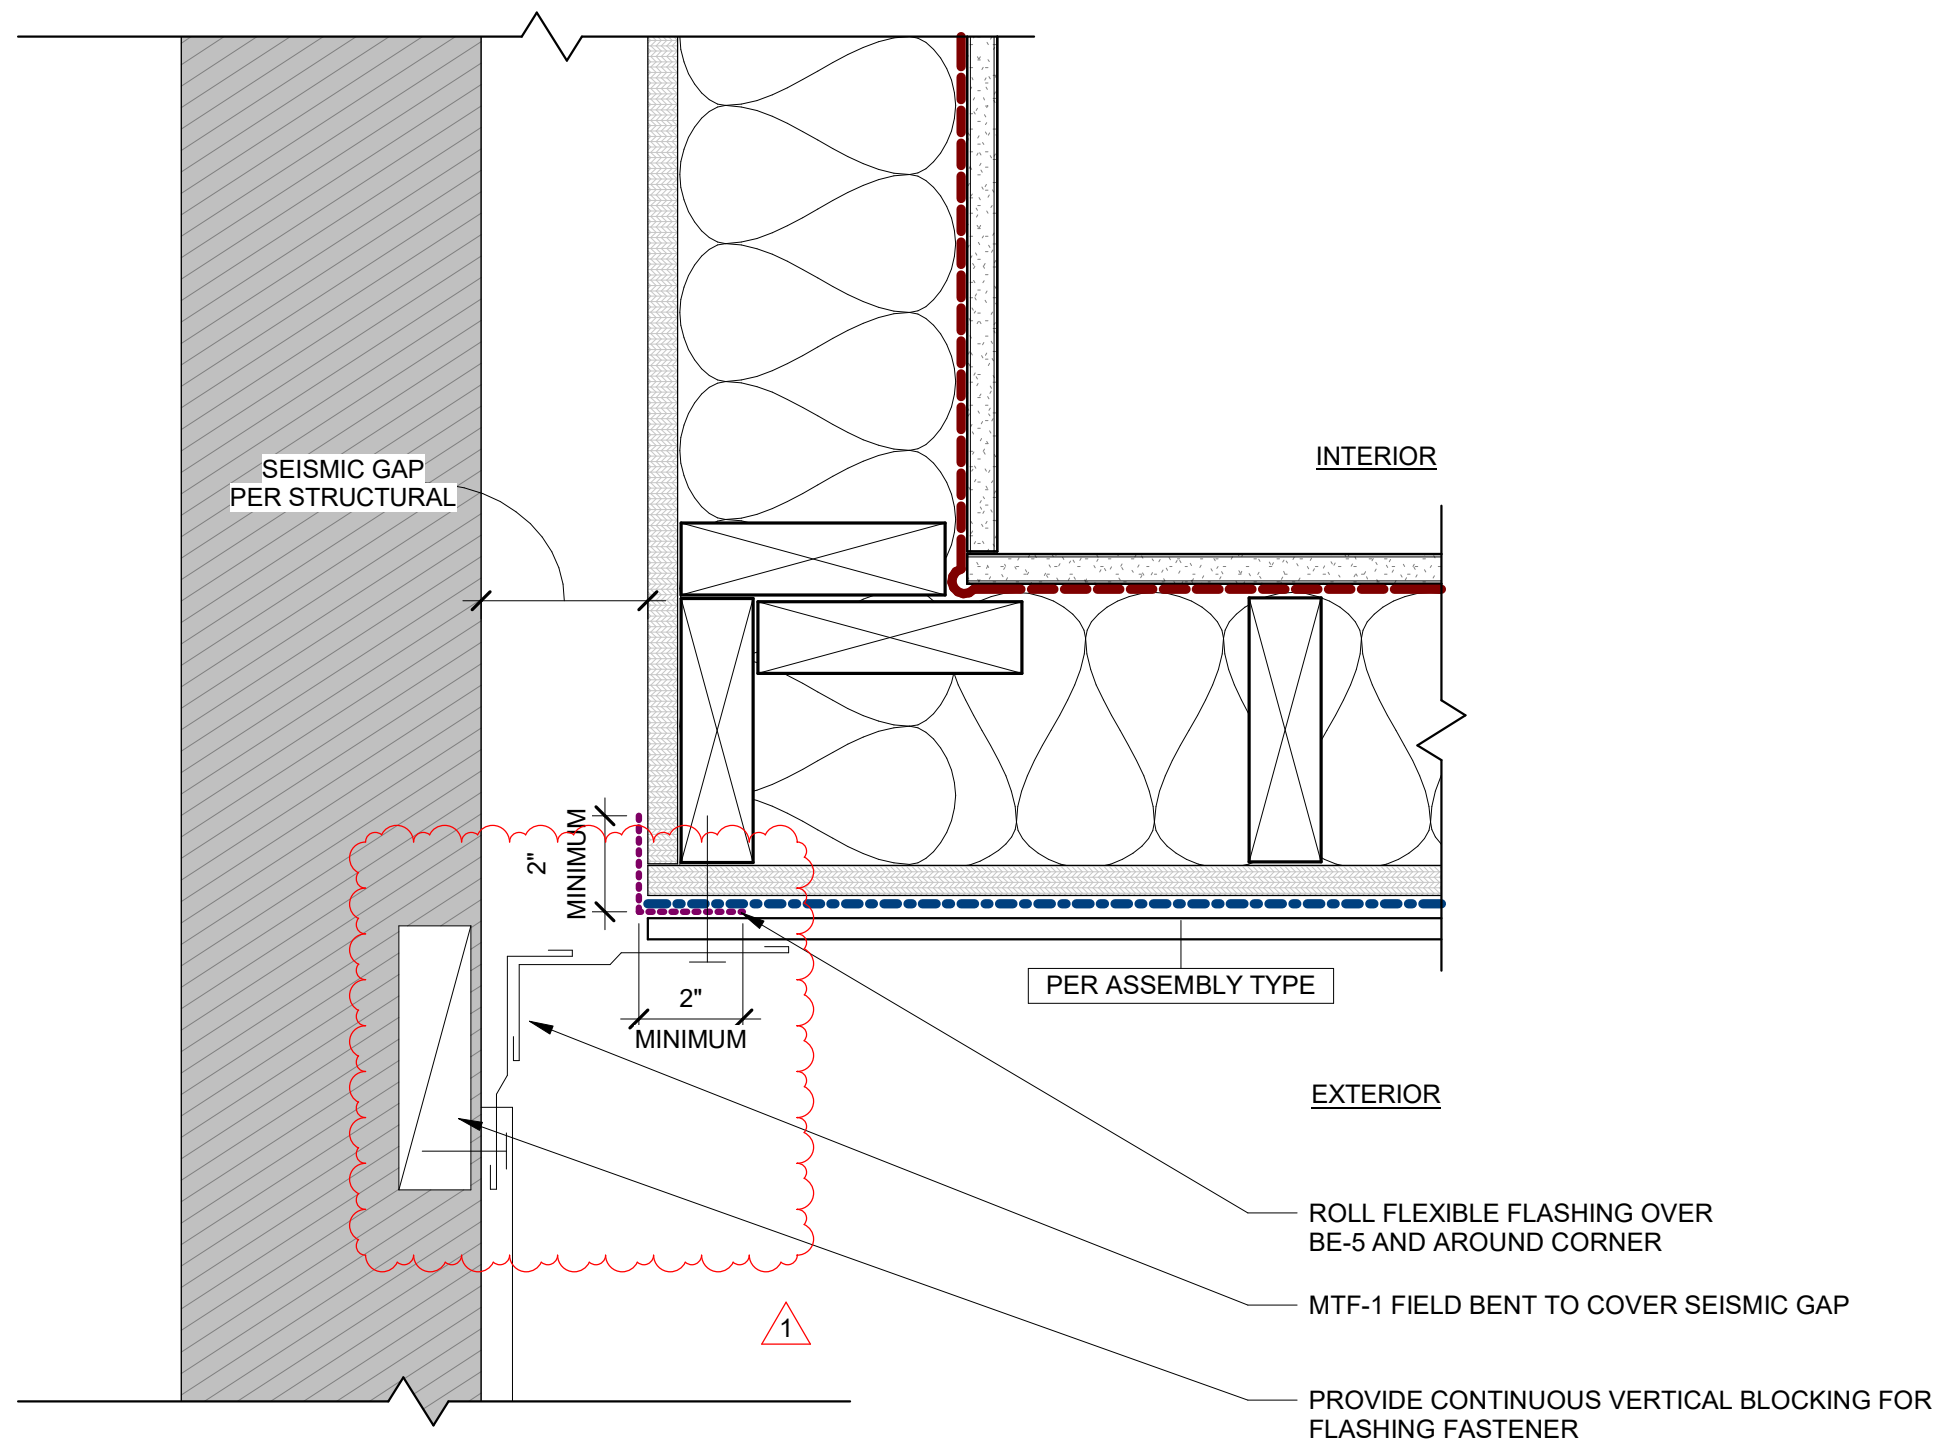 SEISMIC GAP
PER STRUCTURAL
INTERIOR
2"
MINIMUM
PER ASSEMBLY TYPE
2"
MINIMUM
EXTERIOR
ROLL FLEXIBLE FLASHING OVER
BE-5 AND AROUND CORNER
MTF-1 FIELD BENT TO COVER SEISMIC GAP
1
PROVIDE CONTINUOUS VERTICAL BLOCKING FOR
FLASHING FASTENER